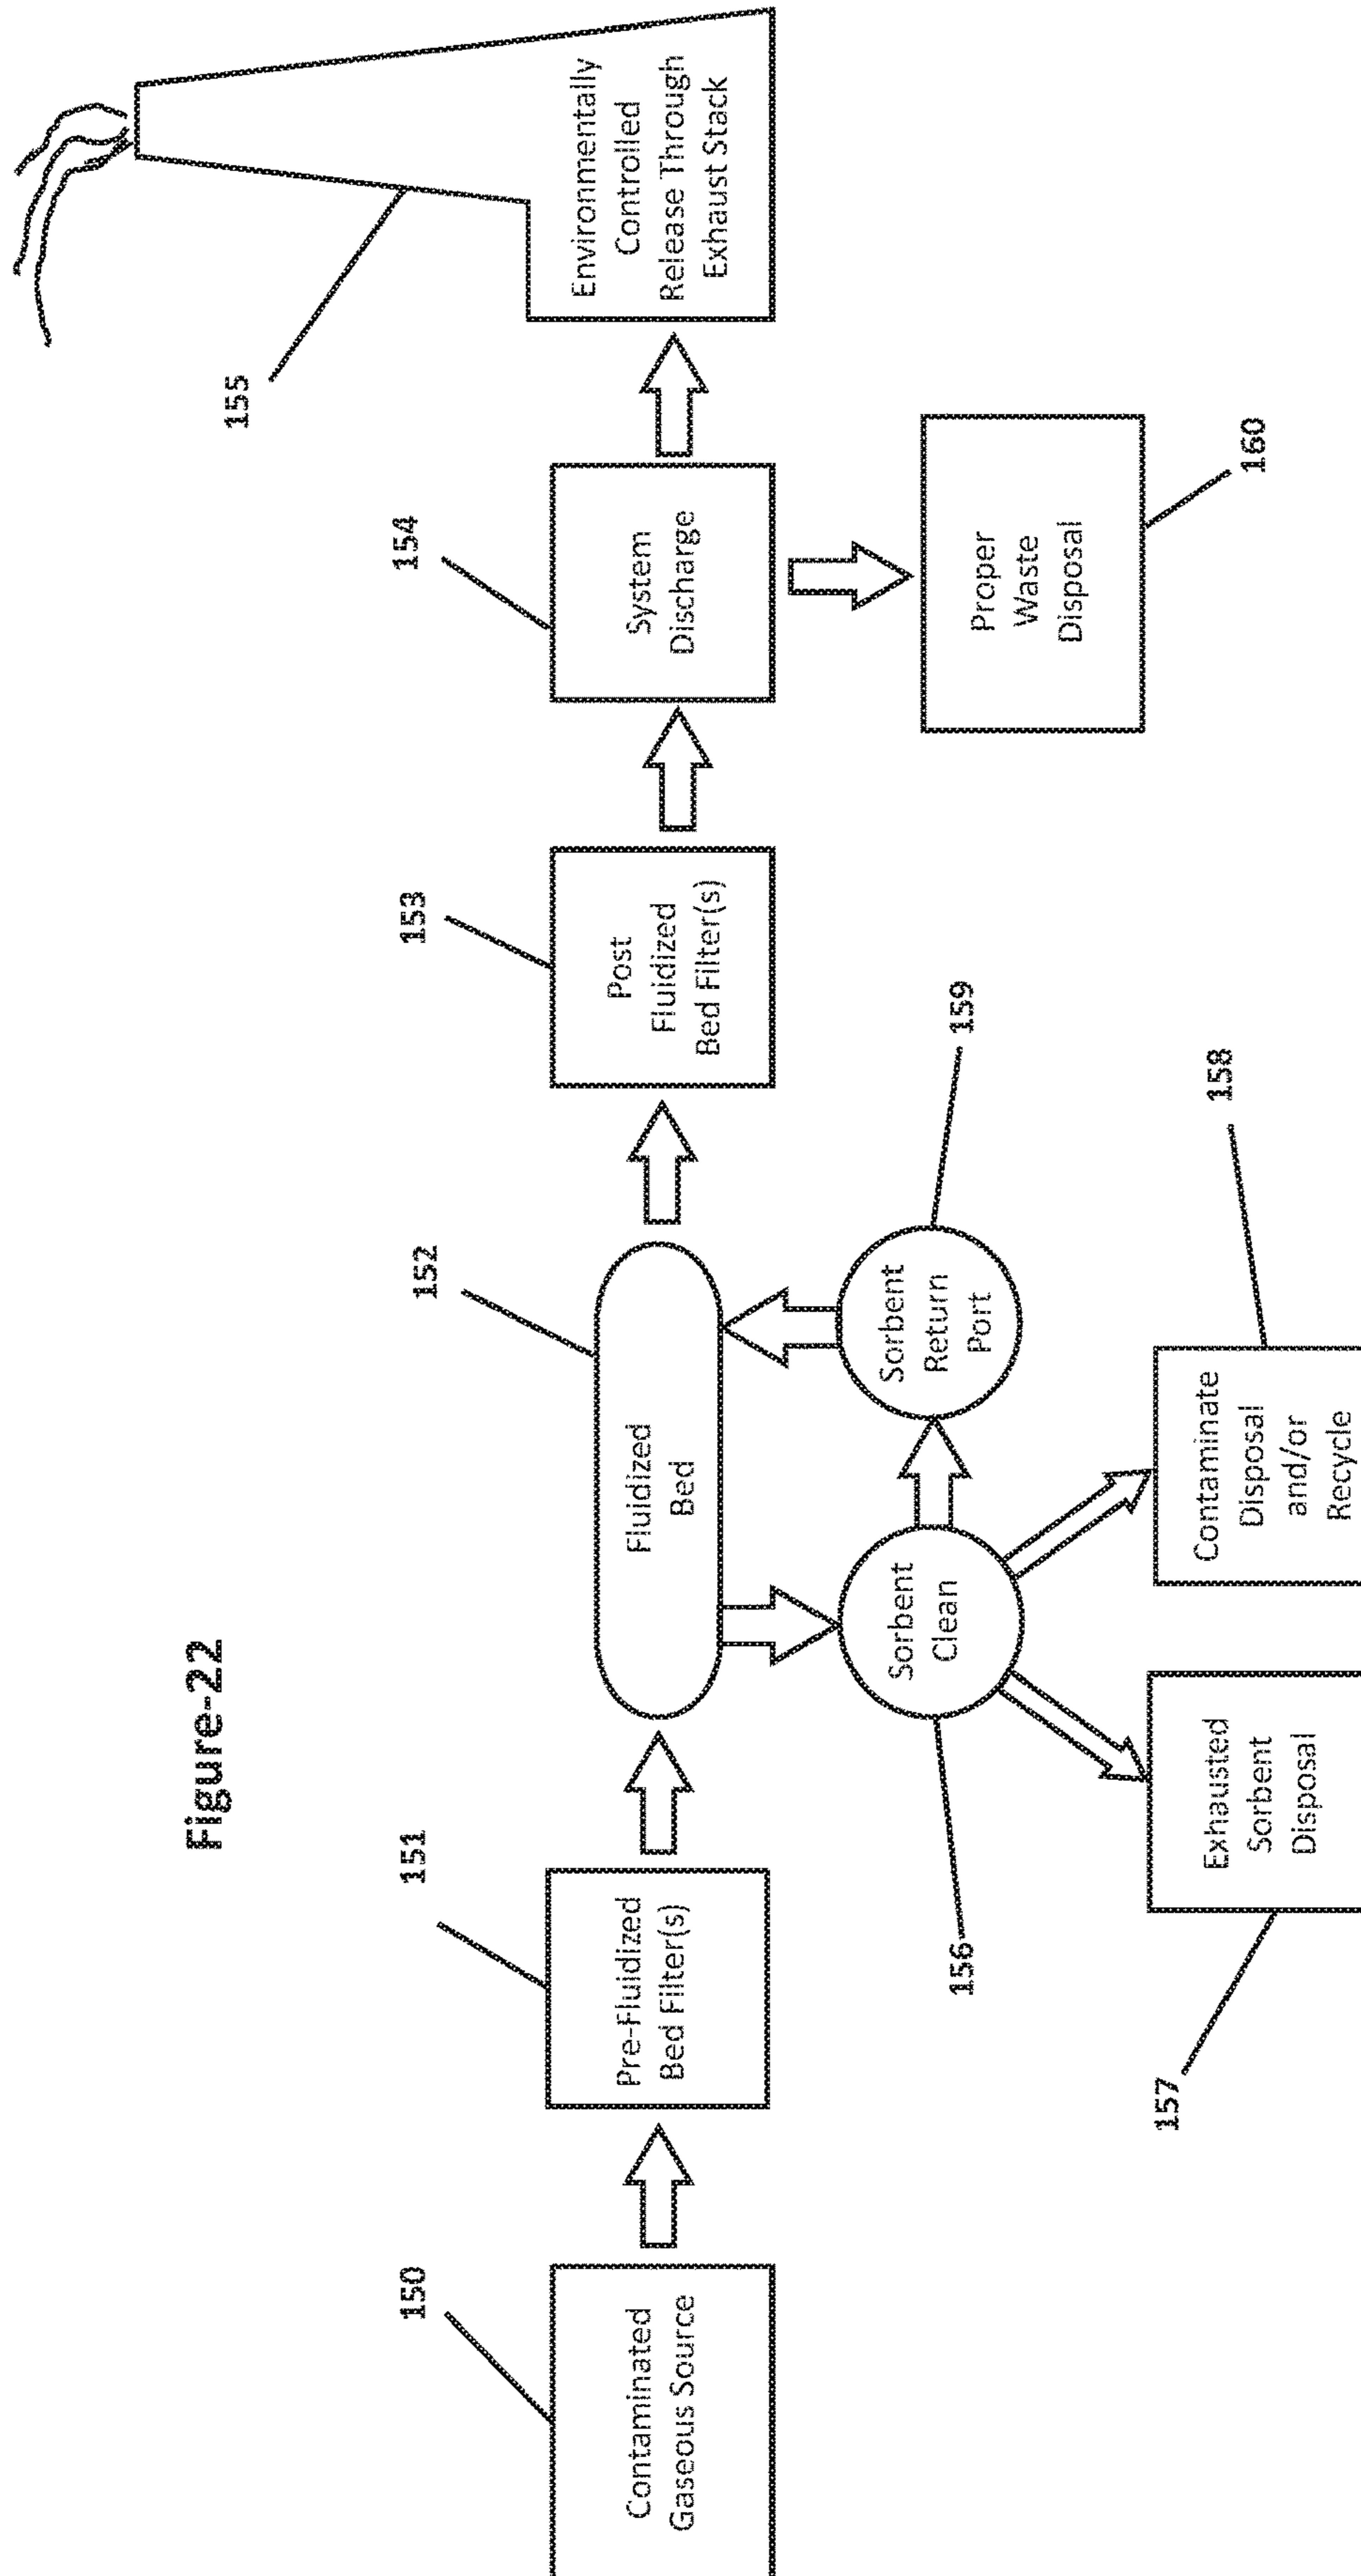 Figure-22
150
Contaminated
Gaseous Source
151
Pre-Fluidized
Bed Filter(s)
152
Fluidized
Bed
153
Post
Fluidized
Bed Filter(s)
154
System
Discharge
155
Environmentally
Controlled
Release Through
Exhaust Stack
156
Sorbent
Clean
159
Sorbent
Return
Port
157
Exhausted
Sorbent
Disposal
158
Contaminate
Disposal
and/or
Recycle
160
Proper
Waste
Disposal